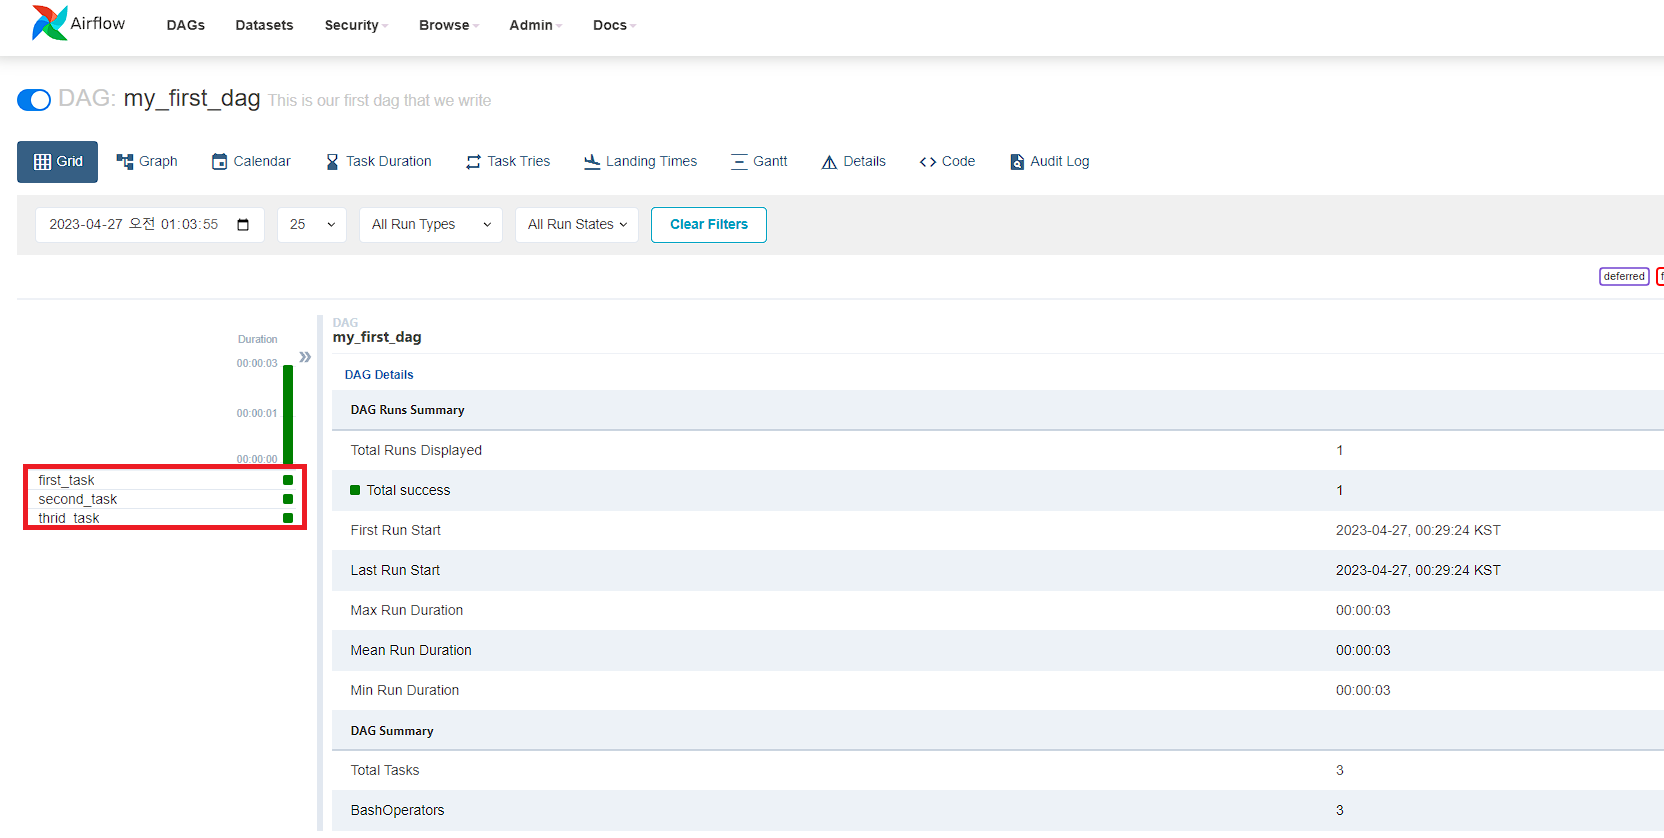 Airflow DAGs Datasets Security Browse Admin Docs
DAG: my_first_dag This is our first dag that we write
Grid Graph Calendar Task Duration Task Tries Landing Times Gantt Details Code Audit Log
2023-04-27 오전 01:03:55 25 All Run Types All Run States Clear Filters
deferred
Duration
00:00:03
00:00:01
00:00:00
first_task
second_task
thrid_task
DAG
my_first_dag
DAG Details
DAG Runs Summary
Total Runs Displayed 1
Total success 1
First Run Start 2023-04-27, 00:29:24 KST
Last Run Start 2023-04-27, 00:29:24 KST
Max Run Duration 00:00:03
Mean Run Duration 00:00:03
Min Run Duration 00:00:03
DAG Summary
Total Tasks 3
BashOperators 3